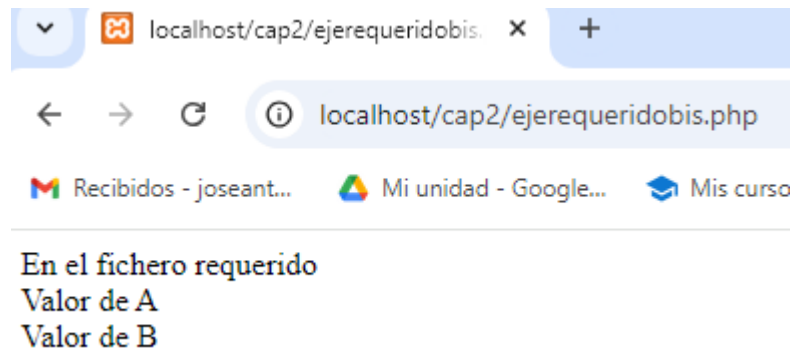 localhost/cap2/ejerequeridobis.
localhost/cap2/ejerequeridobis.php
Recibidos - joseant... Mi unidad - Google... Mis curso
En el fichero requerido
Valor de A
Valor de B